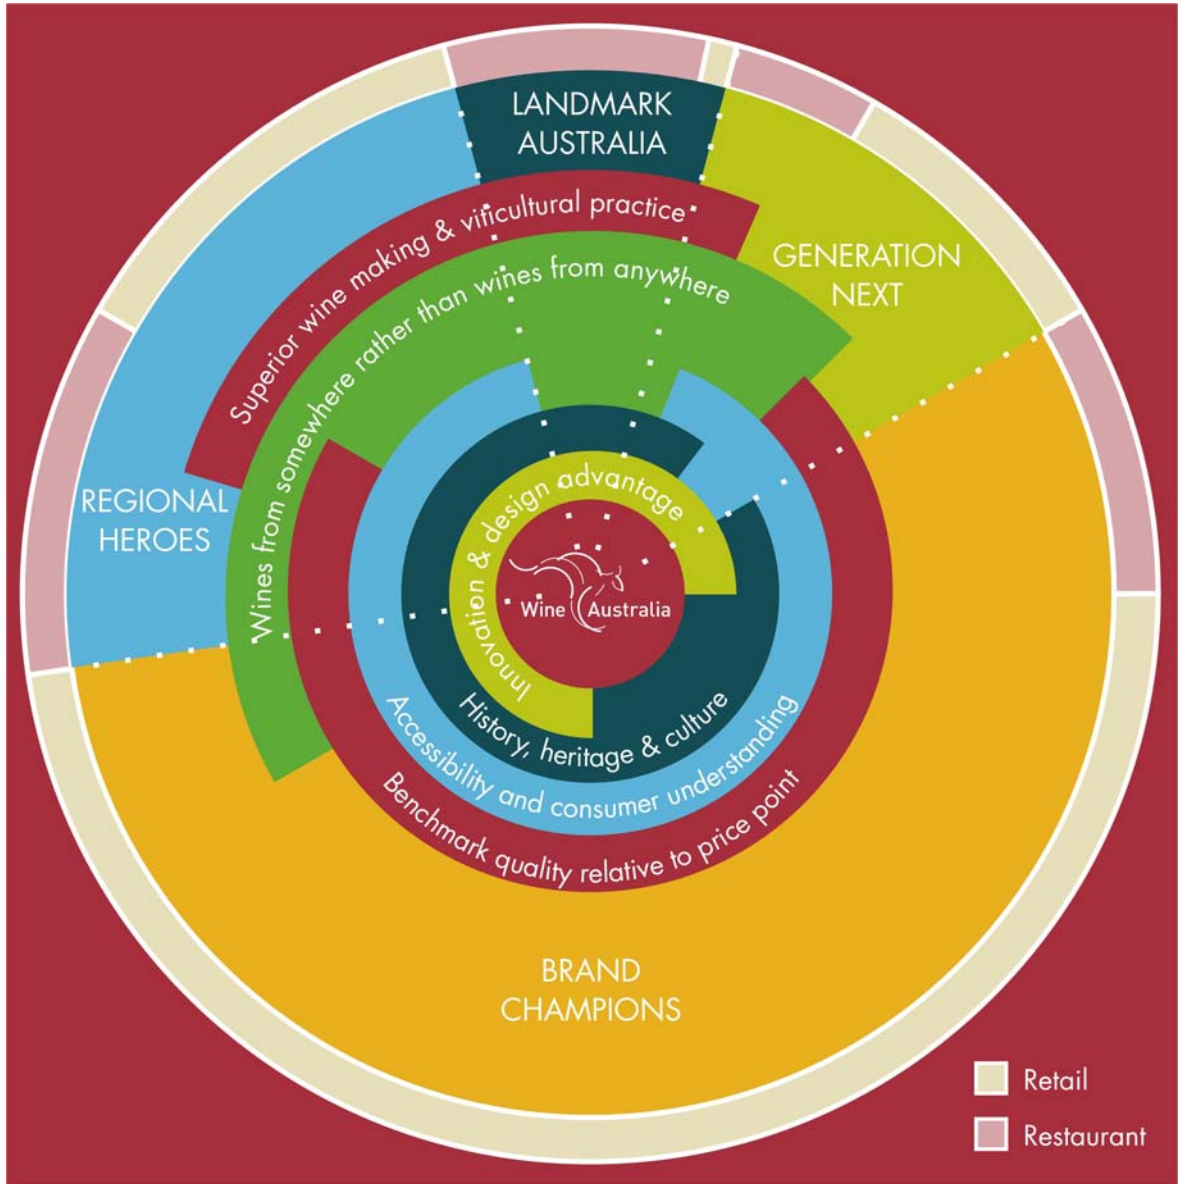 LANDMARK
AUSTRALIA
Superior wine making & viticultural practice
GENERATION
NEXT
Wines from somewhere rather than wines from anywhere
REGIONAL
HEROES
Innovation & design advantage
Wine Australia
History, heritage & culture
Accessibility and consumer understanding
Benchmark quality relative to price point
BRAND
CHAMPIONS
Retail
Restaurant